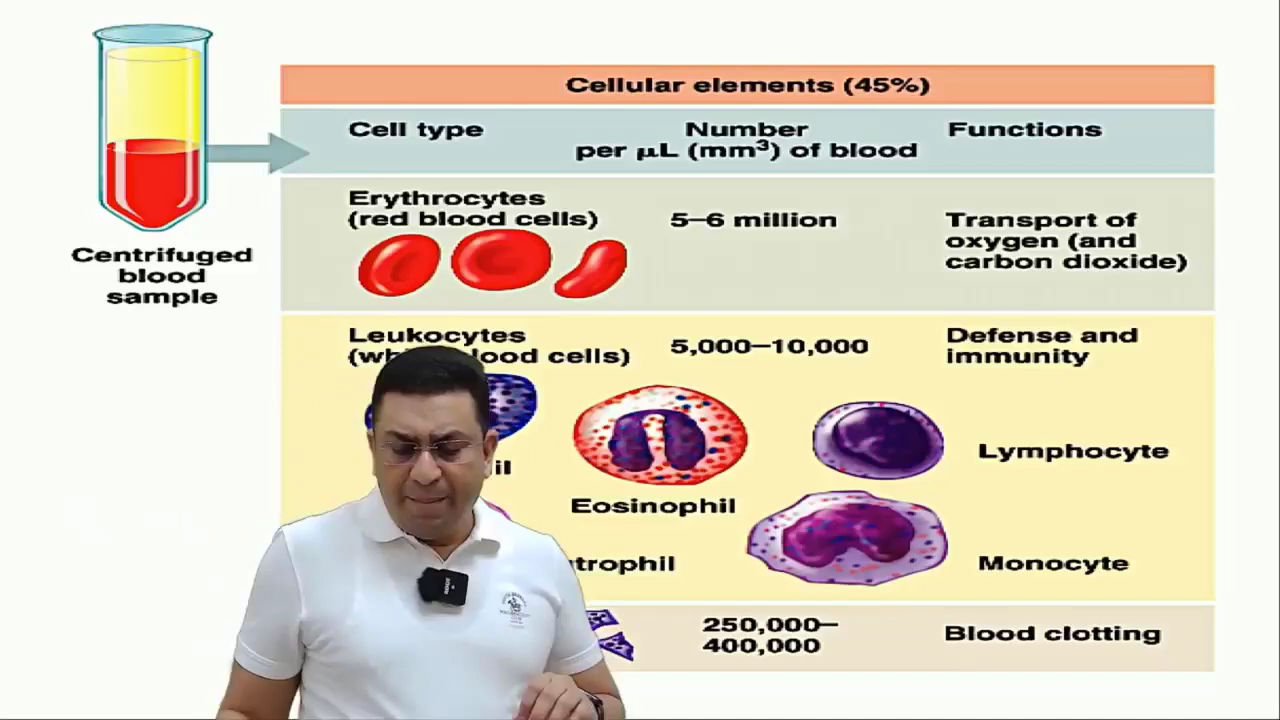 Cellular elements (45%)
Cell type
Number
per μL (mm³) of blood
Functions
Erythrocytes
(red blood cells)
5–6 million
Transport of
oxygen (and
carbon dioxide)
Centrifuged
blood
sample
Leukocytes
blood cells)
5,000–10,000
Defense and
immunity
Lymphocyte
Eosinophil
Monocyte
250,000–
400,000
Blood clotting